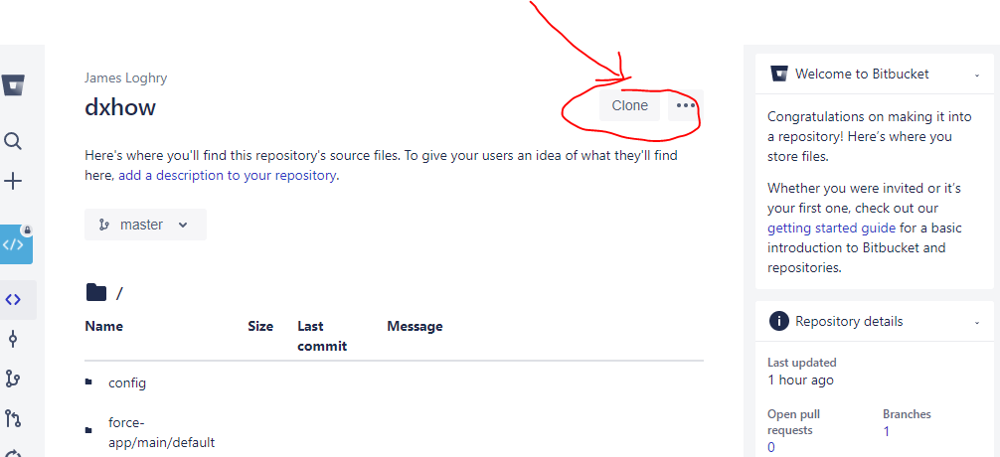 James Loghry
dxhow
Clone
Here's where you'll find this repository's source files. To give your users an idea of what they'll find
here, add a description to your repository.
master
/
Name Size Last Message
commit
config
force-
app/main/default
Welcome to Bitbucket
Congratulations on making it into
a repository! Here's where you
store files.
Whether you were invited or it's
your first one, check out our
getting started guide for a basic
introduction to Bitbucket and
repositories.
Repository details
Last updated
1 hour ago
Open pull Branches
requests 1
0